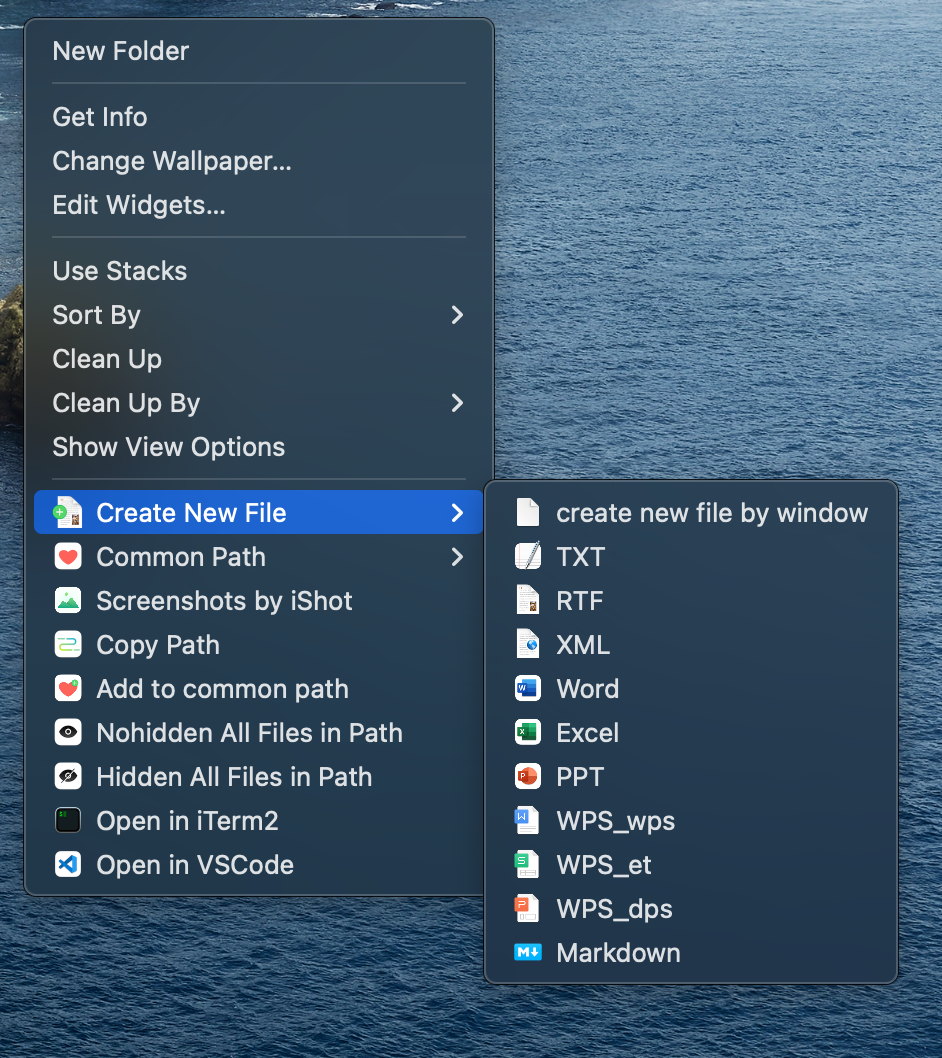 New Folder
Get Info
Change Wallpaper...
Edit Widgets...
Use Stacks
Sort By
Clean Up
Clean Up By
Show View Options
Create New File
Common Path
Screenshots by iShot
Copy Path
Add to common path
Nohidden All Files in Path
Hidden All Files in Path
Open in iTerm2
Open in VSCode
create new file by window
TXT
RTF
XML
Word
Excel
PPT
WPS_wps
WPS_et
WPS_dps
Markdown